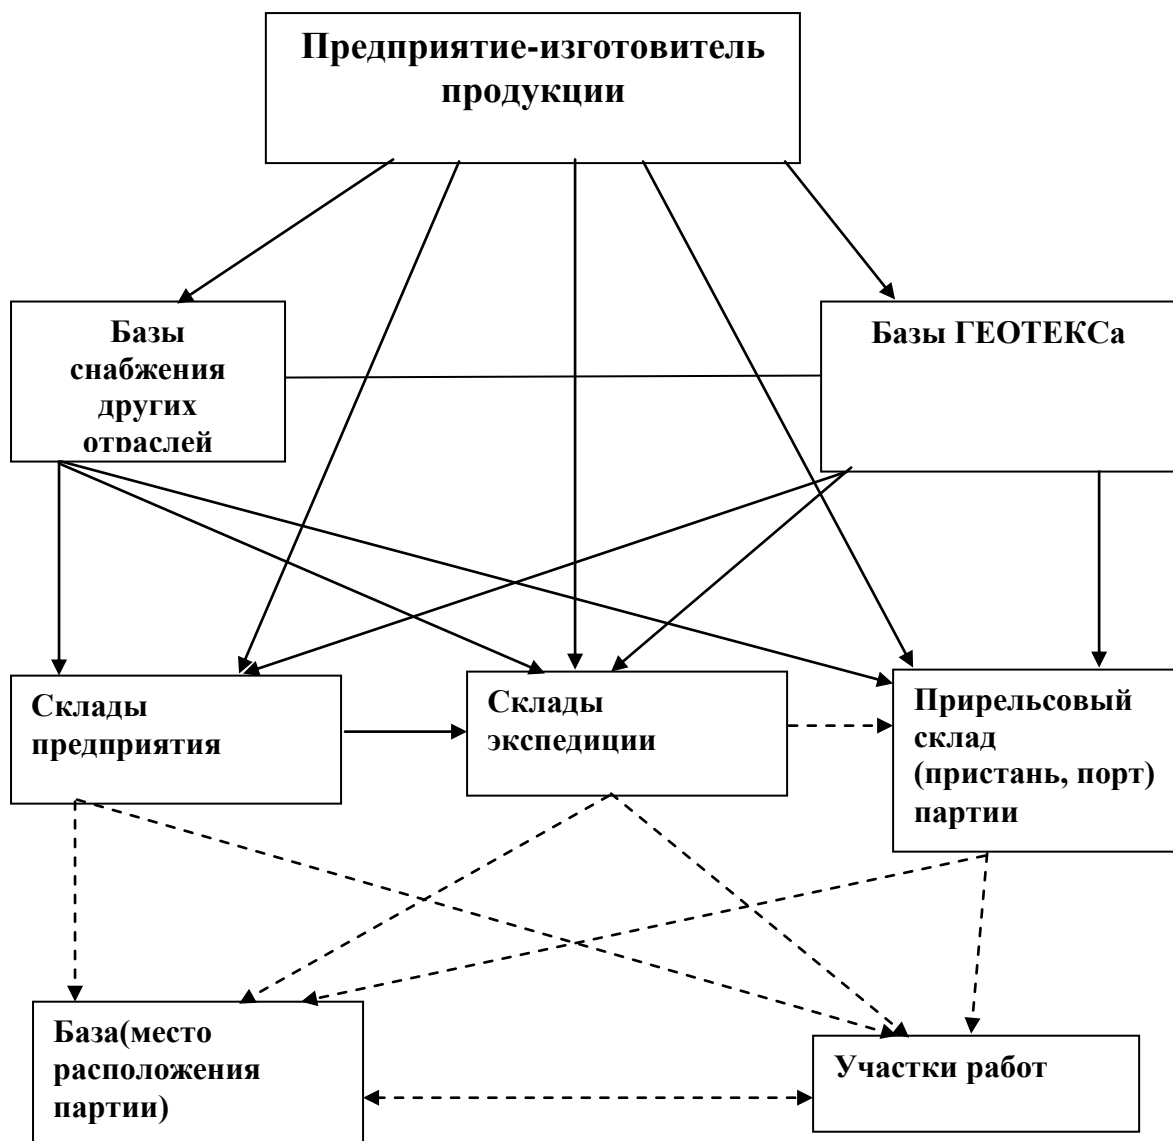 Предприятие-изготовитель
продукции
Базы
снабжения
других
отраслей
Базы ГЕОТЕКСа
Склады
предприятия
Склады
экспедиции
Прирельсовый
склад
(пристань, порт)
партии
База(место
расположения
партии)
Участки работ